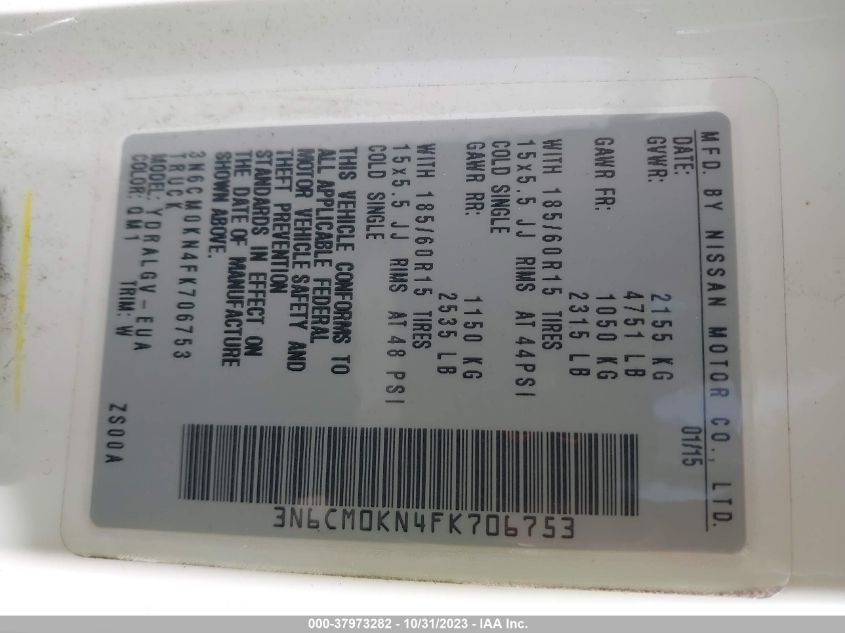 MFD. BY NISSAN MOTOR CO., LTD.
DATE: 01/15
GVWR: 2155 KG
4751 LB
GAWR FR: 1050 KG
2315 LB
WITH 185/60R15 TIRES
15x5.5 JJ RIMS AT 44PSI
COLD SINGLE
GAWR RR: 1150 KG
2535 LB
WITH 185/60R15 TIRES
15x5.5 JJ RIMS AT 48 PSI
COLD SINGLE
THIS VEHICLE CONFORMS TO
ALL APPLICABLE FEDERAL
MOTOR VEHICLE SAFETY AND
THEFT PREVENTION
STANDARDS IN EFFECT ON
THE DATE OF MANUFACTURE
SHOWN ABOVE.
3N6CM0KN4FK706753
TRUCK
MODEL: YDRALGV-EUA
COLOR: QM1 TRIM: W ZS00A
3N6CM0KN4FK706753
000-37973282 - 10/31/2023 - IAA Inc.